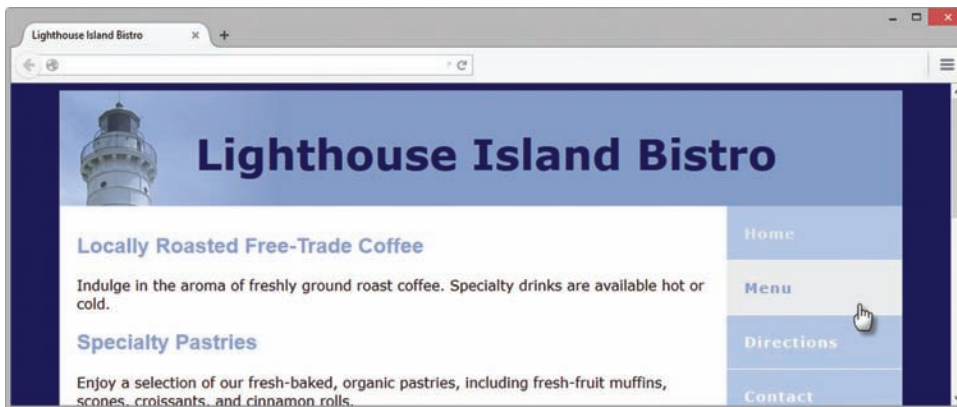 Lighthouse Island Bistro
Lighthouse Island Bistro
Home
Locally Roasted Free-Trade Coffee
Indulge in the aroma of freshly ground roast coffee. Specialty drinks are available hot or
cold.
Menu
Specialty Pastries
Directions
Enjoy a selection of our fresh-baked, organic pastries, including fresh-fruit muffins,
scones, croissants, and cinnamon rolls.
Contact